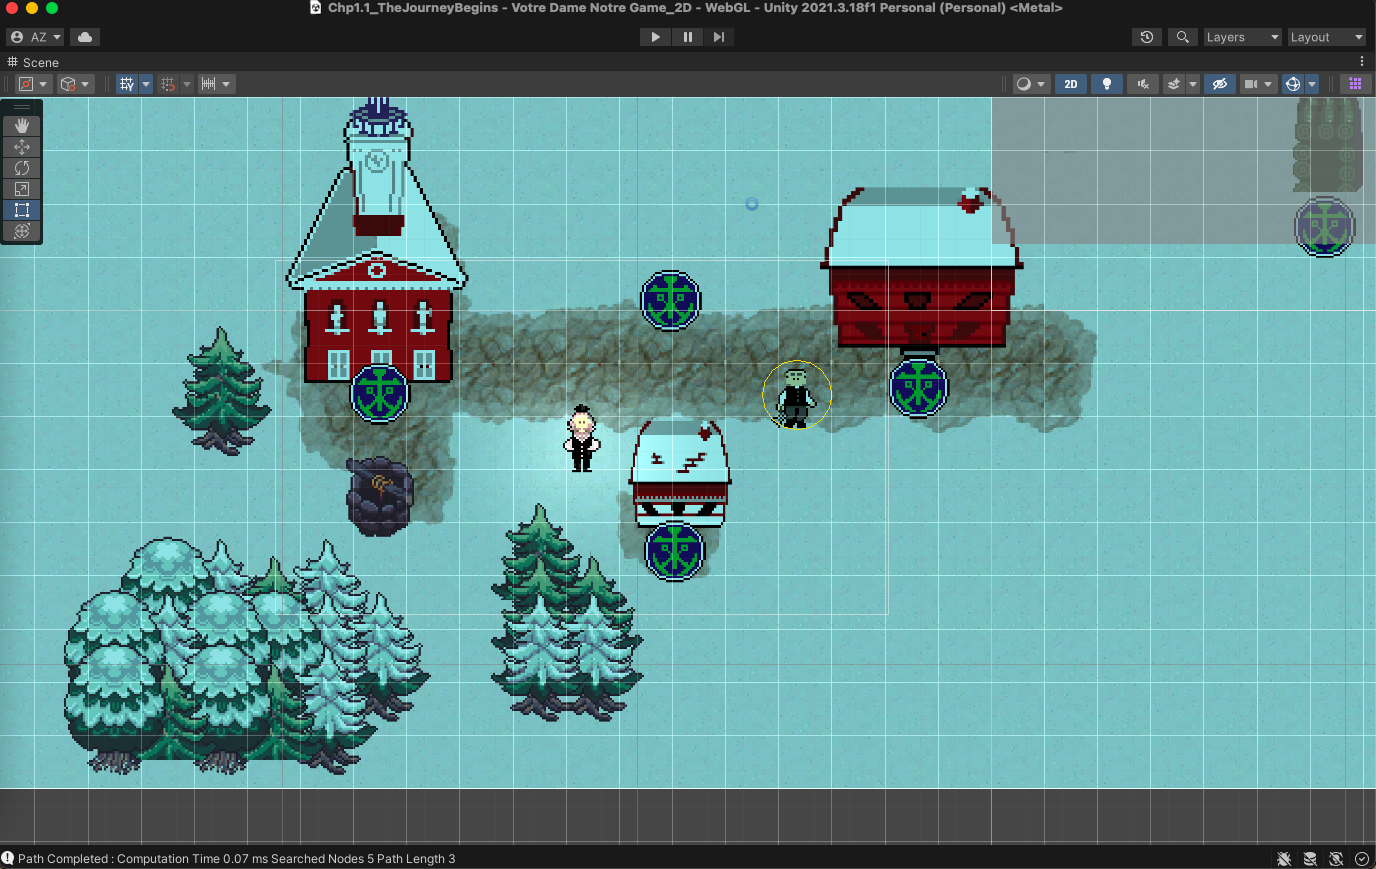 Chp1.1_TheJourneyBegins - Votre Dame Notre Game_2D - WebGL - Unity 2021.3.18f1 Personal (Personal) <Metal>
AZ
Layers
Layout
Scene
2D
Path Completed : Computation Time 0.07 ms Searched Nodes 5 Path Length 3